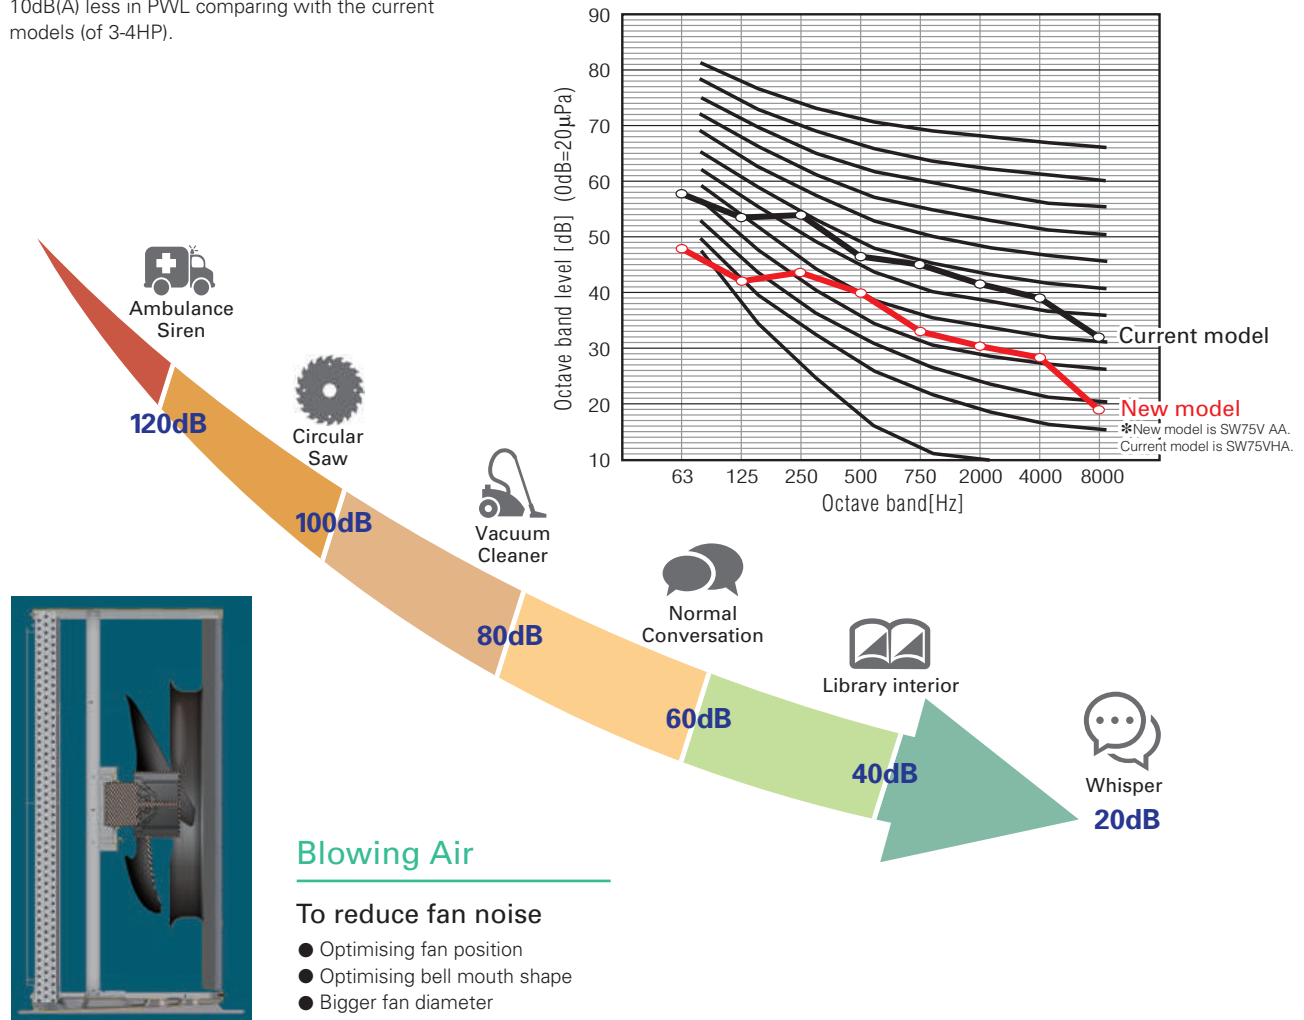 10dB(A) less in PWL comparing with the current
models (of 3-4HP).
90
80
70
60
50
40
30
20
10
Octave band level [dB] (0dB=20μPa)
63 125 250 500 750 2000 4000 8000
Octave band[Hz]
Current model
New model
✻New model is SW75V AA.
Current model is SW75VHA.
Ambulance
Siren
120dB
Circular
Saw
100dB
Vacuum
Cleaner
80dB
Normal
Conversation
60dB
Library interior
40dB
Whisper
20dB
Blowing Air
To reduce fan noise
● Optimising fan position
● Optimising bell mouth shape
● Bigger fan diameter